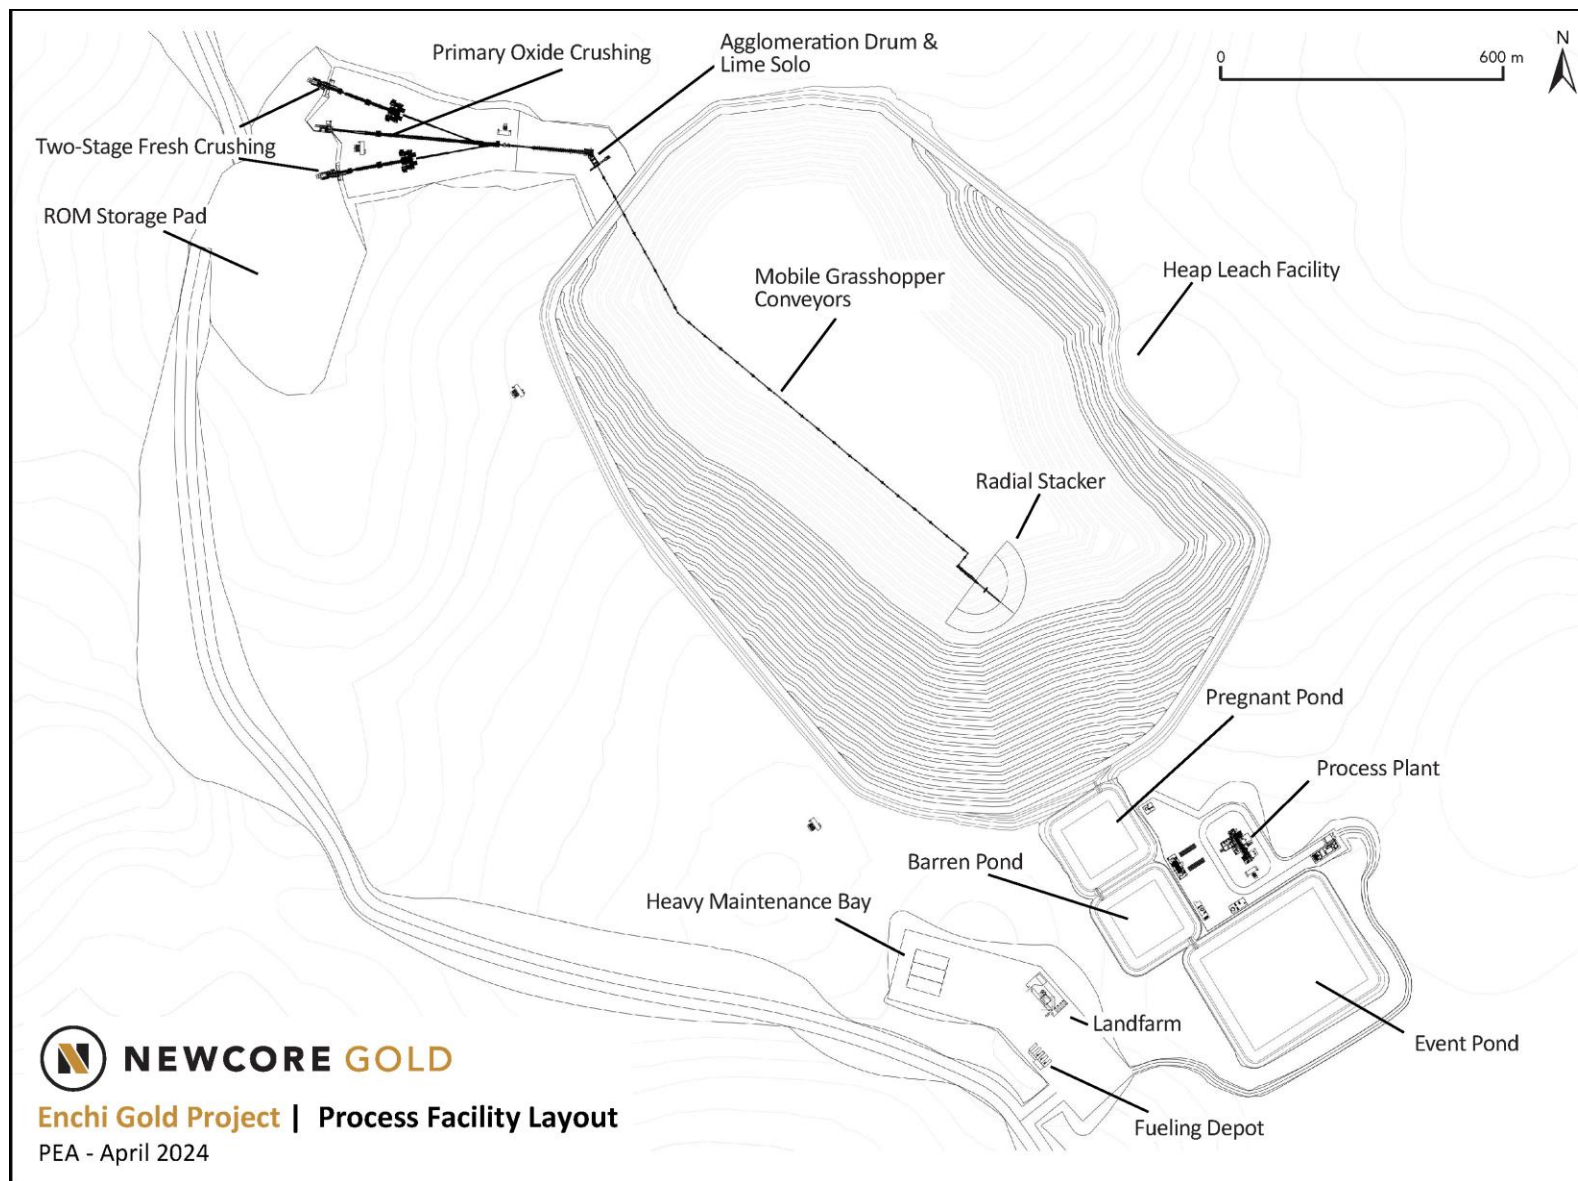 Primary Oxide Crushing
Agglomeration Drum &
Lime Solo
0
600 m
N
Two-Stage Fresh Crushing
ROM Storage Pad
Mobile Grasshopper
Conveyors
Heap Leach Facility
Radial Stacker
Pregnant Pond
Process Plant
Barren Pond
Heavy Maintenance Bay
Landfarm
Event Pond
Fueling Depot
N NEWCORE GOLD
Enchi Gold Project | Process Facility Layout
PEA - April 2024